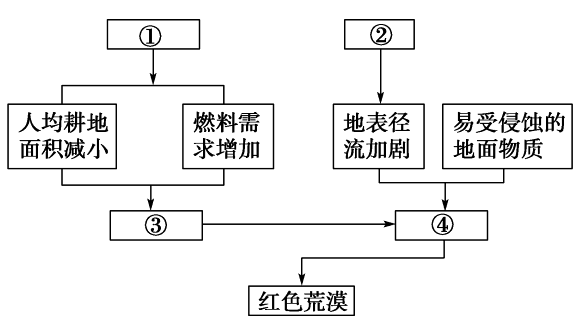 ①
②
人均耕地
面积减小
燃料需
求增加
地表径
流加剧
易受侵蚀的
地面物质
③
④
红色荒漠